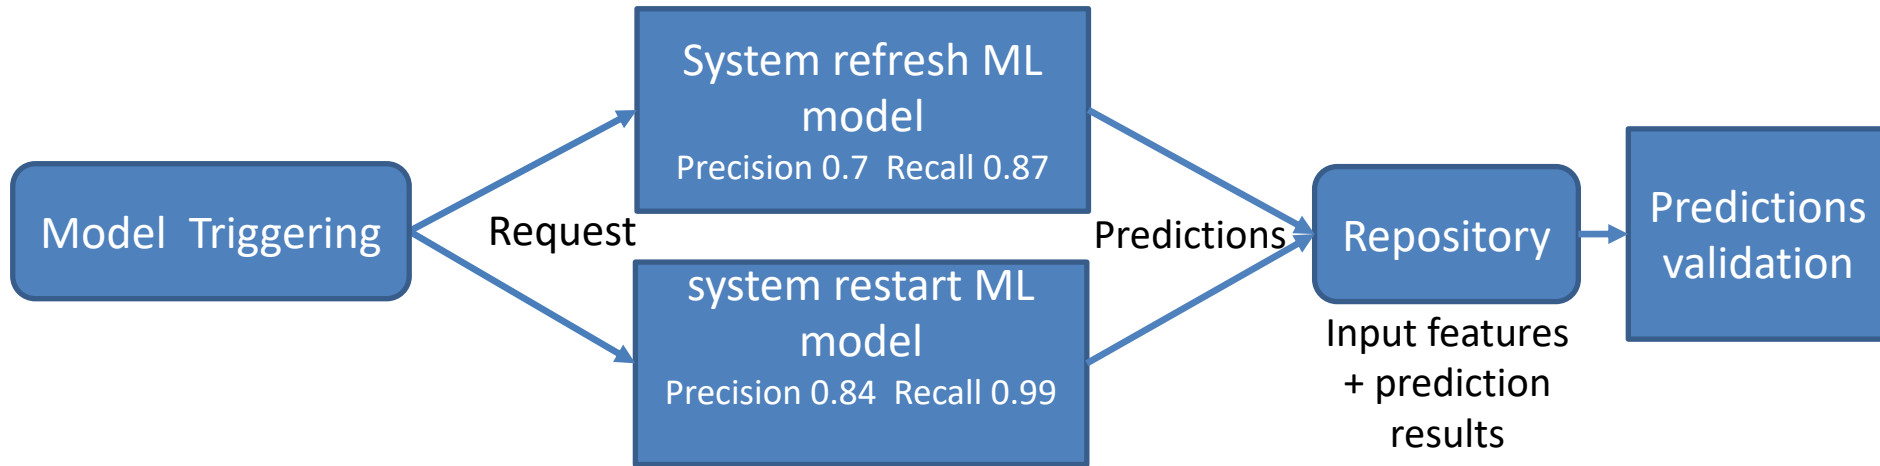 Model Triggering
Request
System refresh ML
model
Precision 0.7 Recall 0.87
system restart ML
model
Precision 0.84 Recall 0.99
Predictions
Repository
Input features
+ prediction
results
Predictions
validation